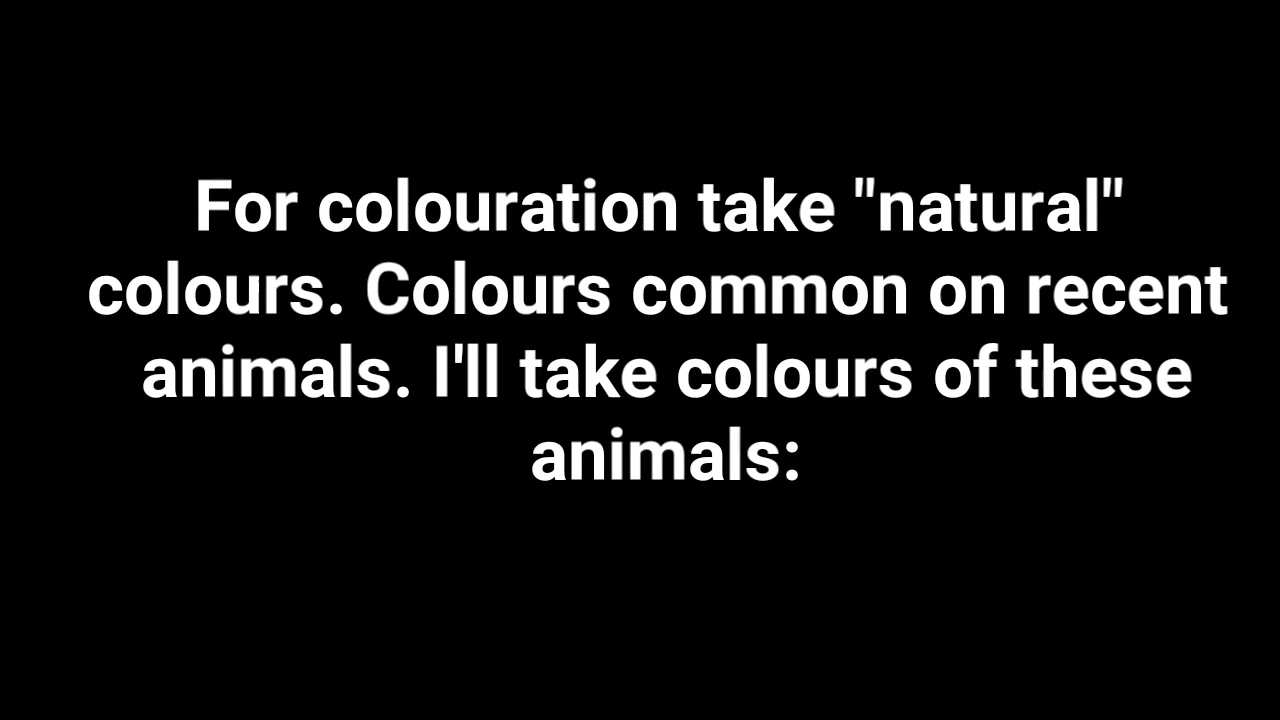 For colouration take "natural"
colours. Colours common on recent
animals. I'll take colours of these
animals: